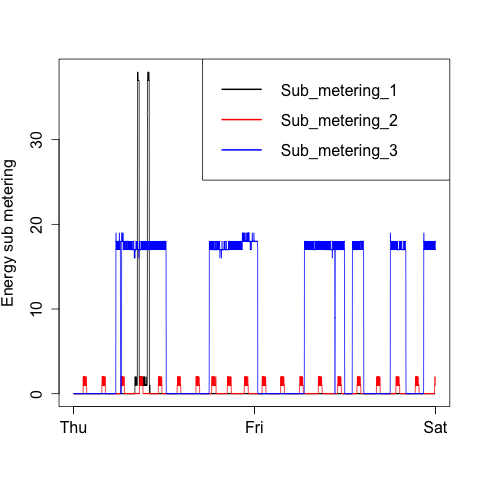 Sub_metering_1
Sub_metering_2
Sub_metering_3
Energy sub metering
30
20
10
0
Thu Fri Sat